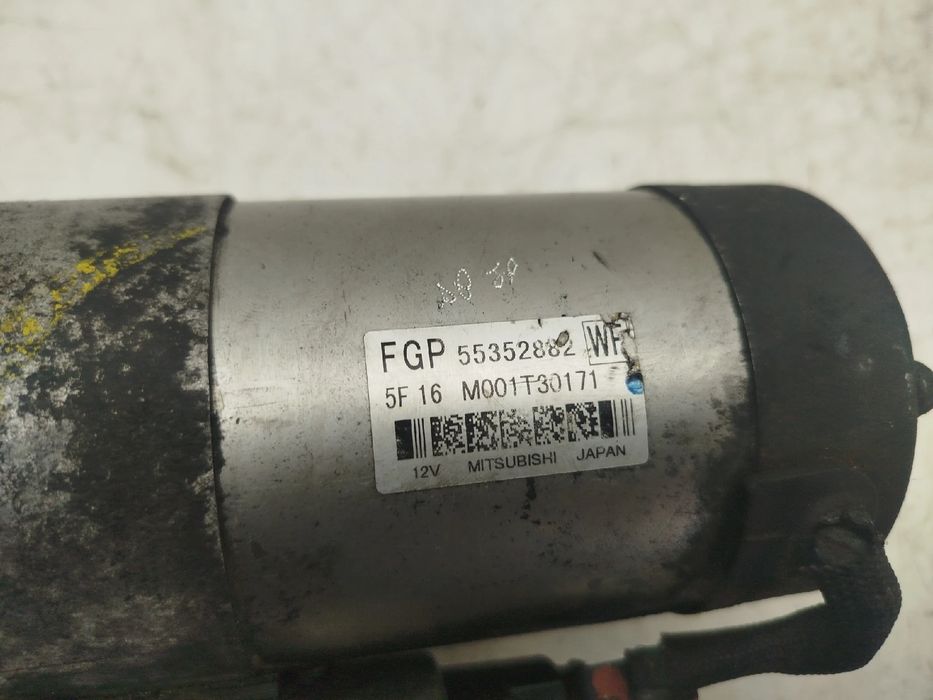 FGP 55352882 WF
5F 16 M001T30171
12V MITSUBISHI JAPAN